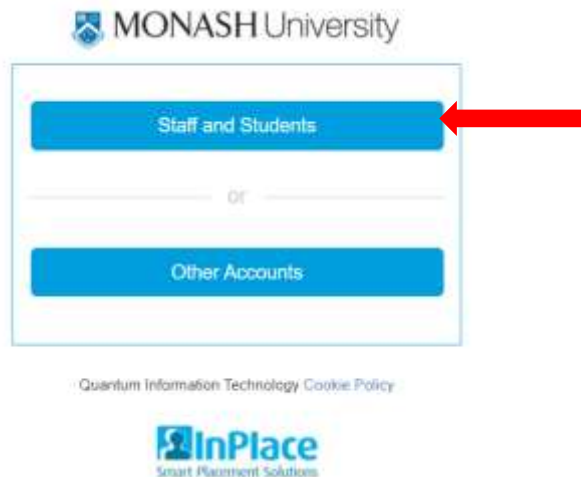 MONASH University
Staff and Students
or
Other Accounts
Quantum Information Technology Cookie Policy
InPlace
Smart Placement Solutions